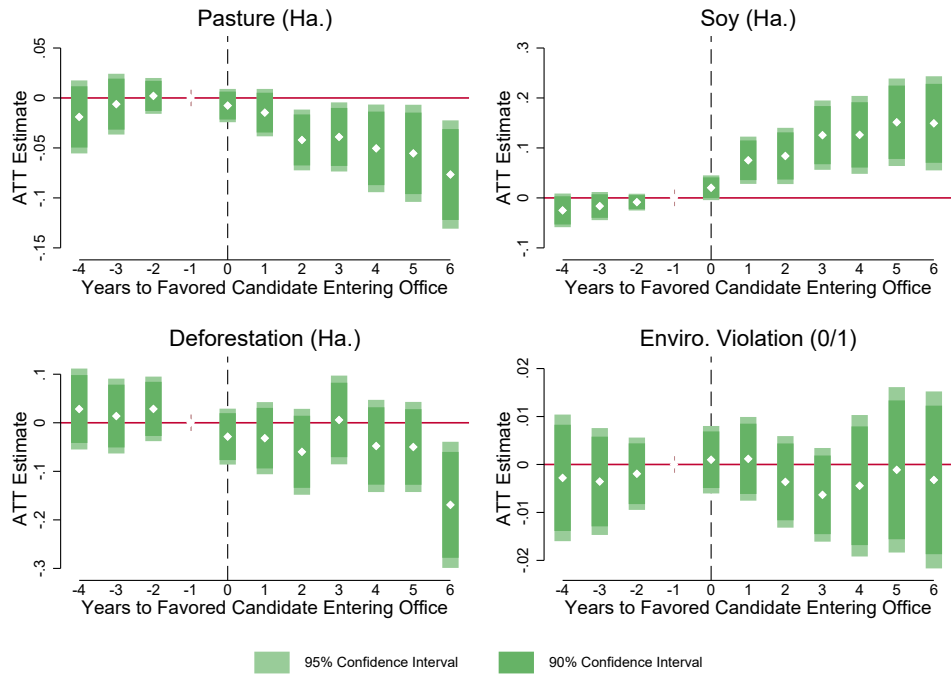 Pasture (Ha.)
ATT Estimate
.05
0
-.05
-.1
-.15
-4 -3 -2 -1 0 1 2 3 4 5 6
Years to Favored Candidate Entering Office
Soy (Ha.)
ATT Estimate
.3
.2
.1
0
-.1
-4 -3 -2 -1 0 1 2 3 4 5 6
Years to Favored Candidate Entering Office
Deforestation (Ha.)
ATT Estimate
.1
0
-.1
-.2
-.3
-4 -3 -2 -1 0 1 2 3 4 5 6
Years to Favored Candidate Entering Office
Enviro. Violation (0/1)
ATT Estimate
.02
.01
0
-.01
-.02
-4 -3 -2 -1 0 1 2 3 4 5 6
Years to Favored Candidate Entering Office
95% Confidence Interval
90% Confidence Interval